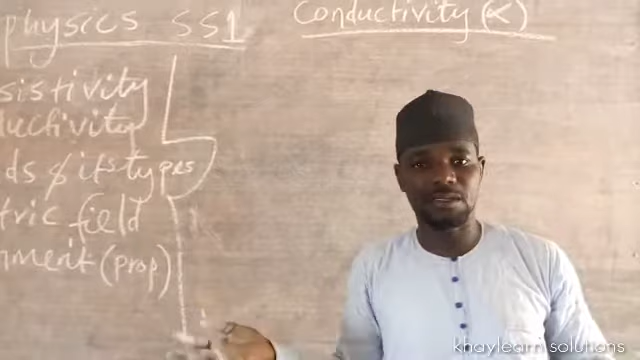 physics SS1
Conductivity (∝)
sistivity
ductivity
ds & its types
tric field
nment (prop)
khaylearn solutions